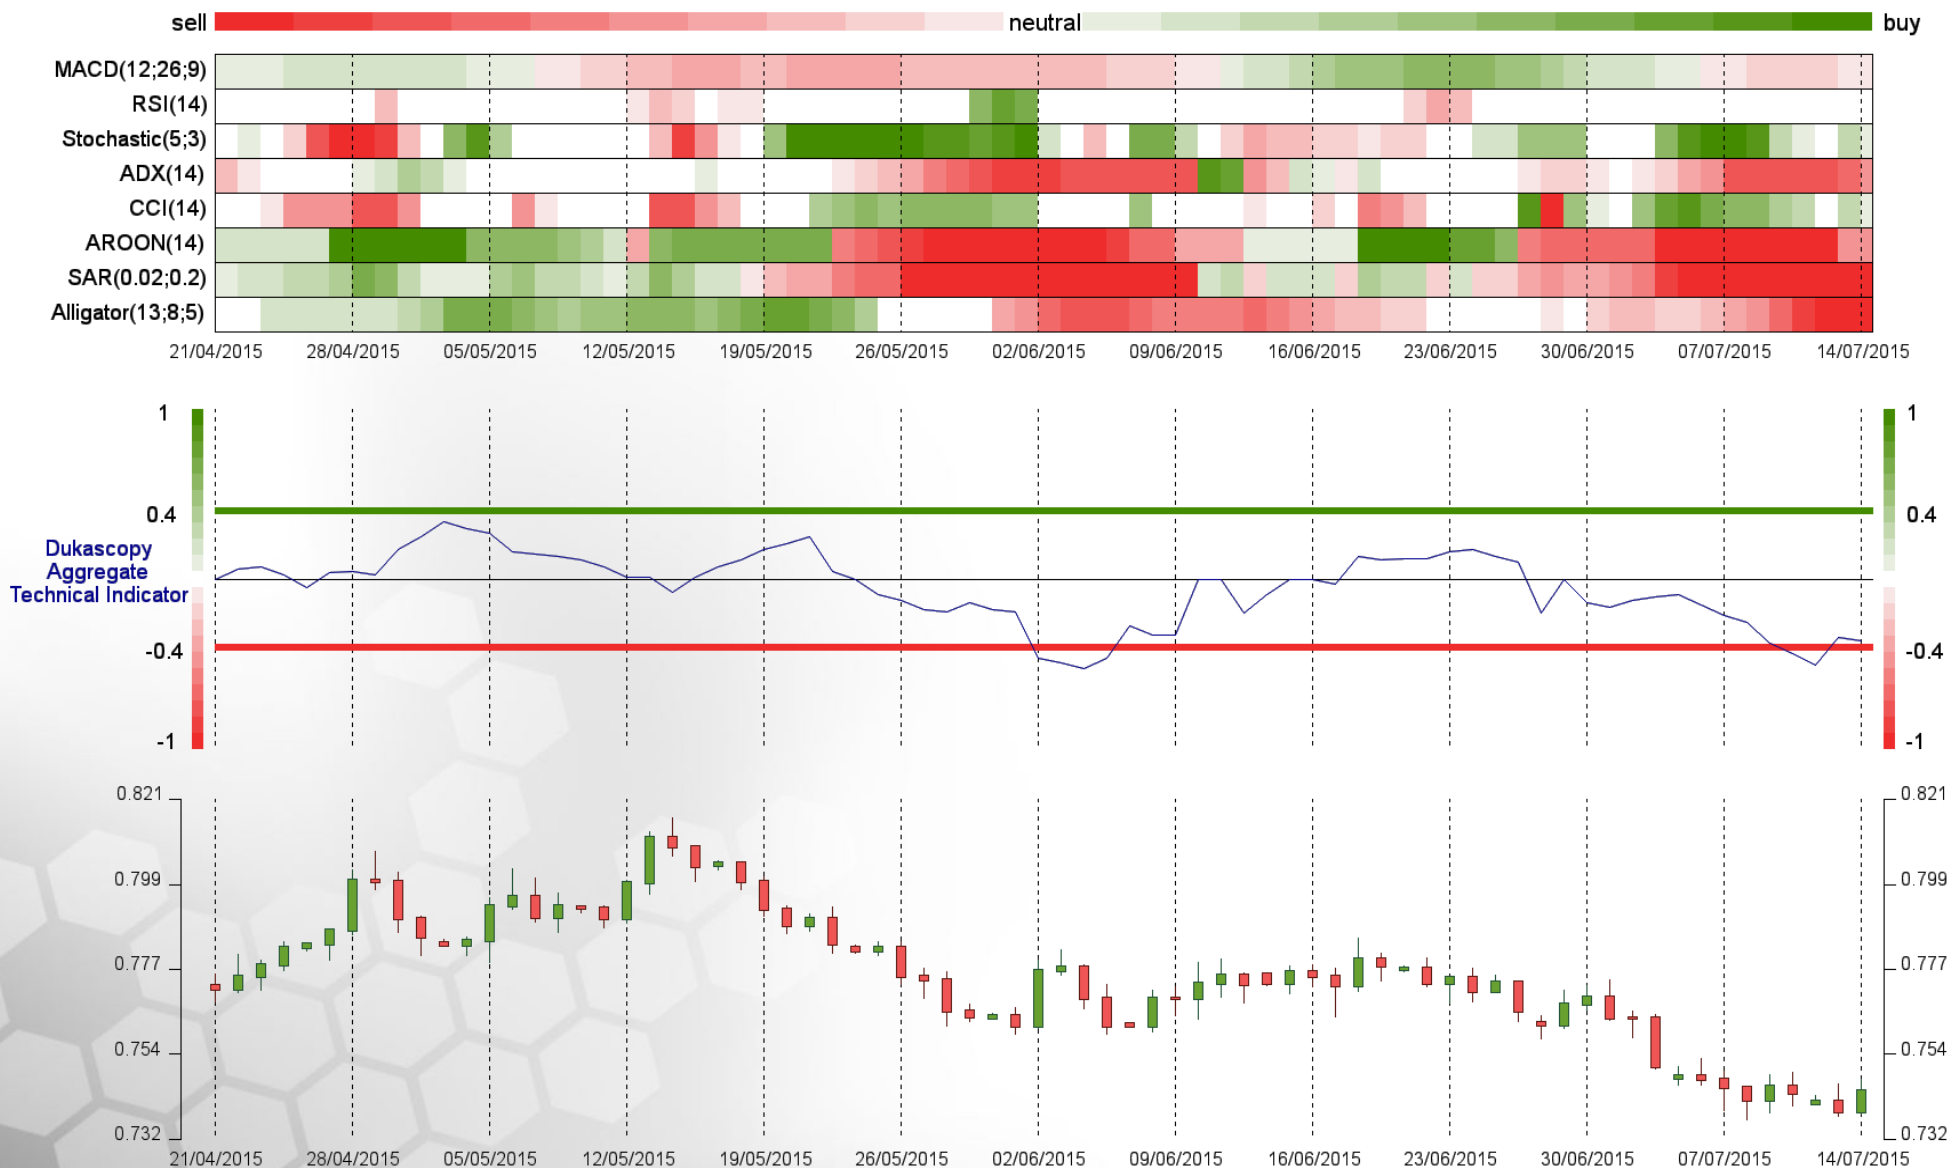 sell neutral buy
MACD(12;26;9)
RSI(14)
Stochastic(5;3)
ADX(14)
CCI(14)
AROON(14)
SAR(0.02;0.2)
Alligator(13;8;5)
21/04/2015 28/04/2015 05/05/2015 12/05/2015 19/05/2015 26/05/2015 02/06/2015 09/06/2015 16/06/2015 23/06/2015 30/06/2015 07/07/2015 14/07/2015
1 1
0.4 0.4
Dukascopy
Aggregate
Technical Indicator
-0.4 -0.4
-1 -1
0.821 0.821
0.799 0.799
0.777 0.777
0.754 0.754
0.732 0.732
21/04/2015 28/04/2015 05/05/2015 12/05/2015 19/05/2015 26/05/2015 02/06/2015 09/06/2015 16/06/2015 23/06/2015 30/06/2015 07/07/2015 14/07/2015